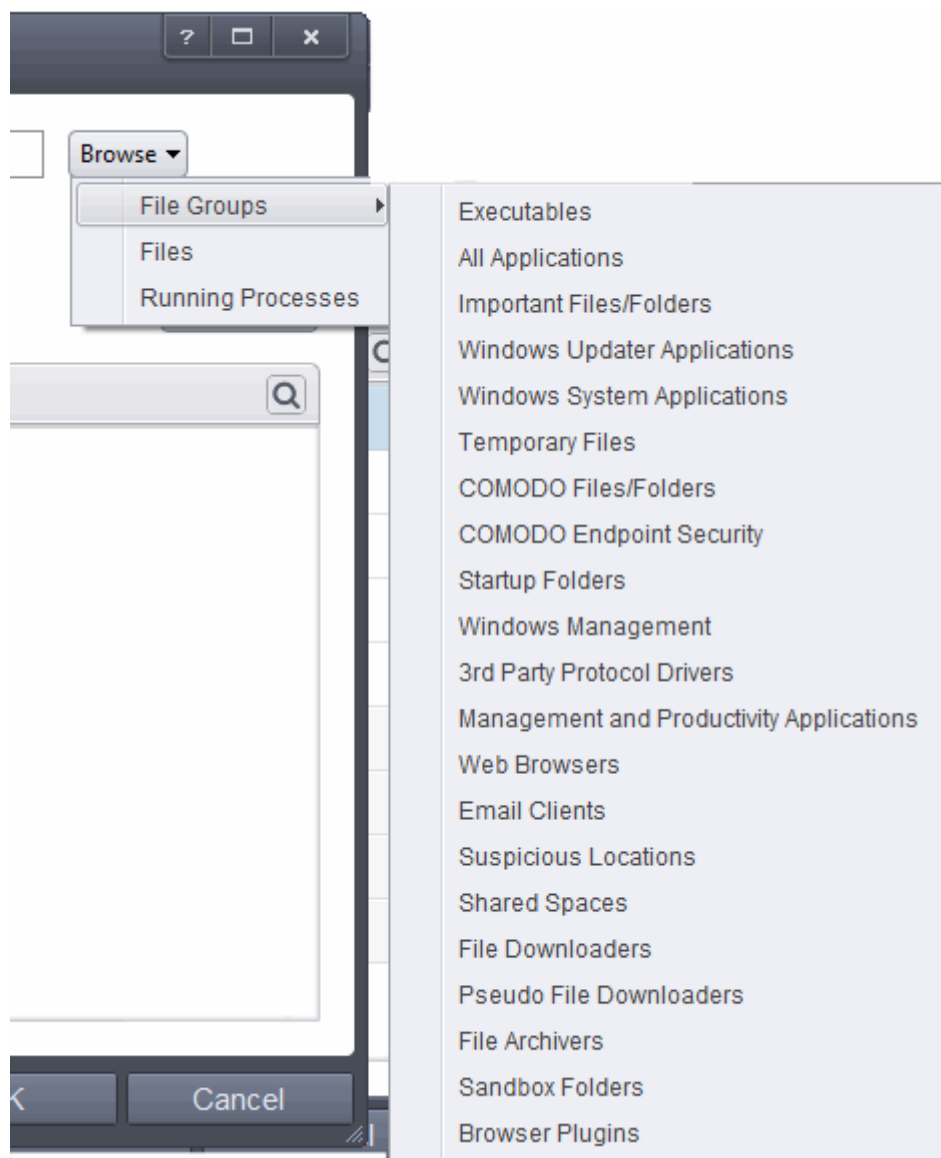 ?
Browse
File Groups
Files
Running Processes
Executables
All Applications
Important Files/Folders
Windows Updater Applications
Windows System Applications
Temporary Files
COMODO Files/Folders
COMODO Endpoint Security
Startup Folders
Windows Management
3rd Party Protocol Drivers
Management and Productivity Applications
Web Browsers
Email Clients
Suspicious Locations
Shared Spaces
File Downloaders
Pseudo File Downloaders
File Archivers
Sandbox Folders
Browser Plugins
K
Cancel